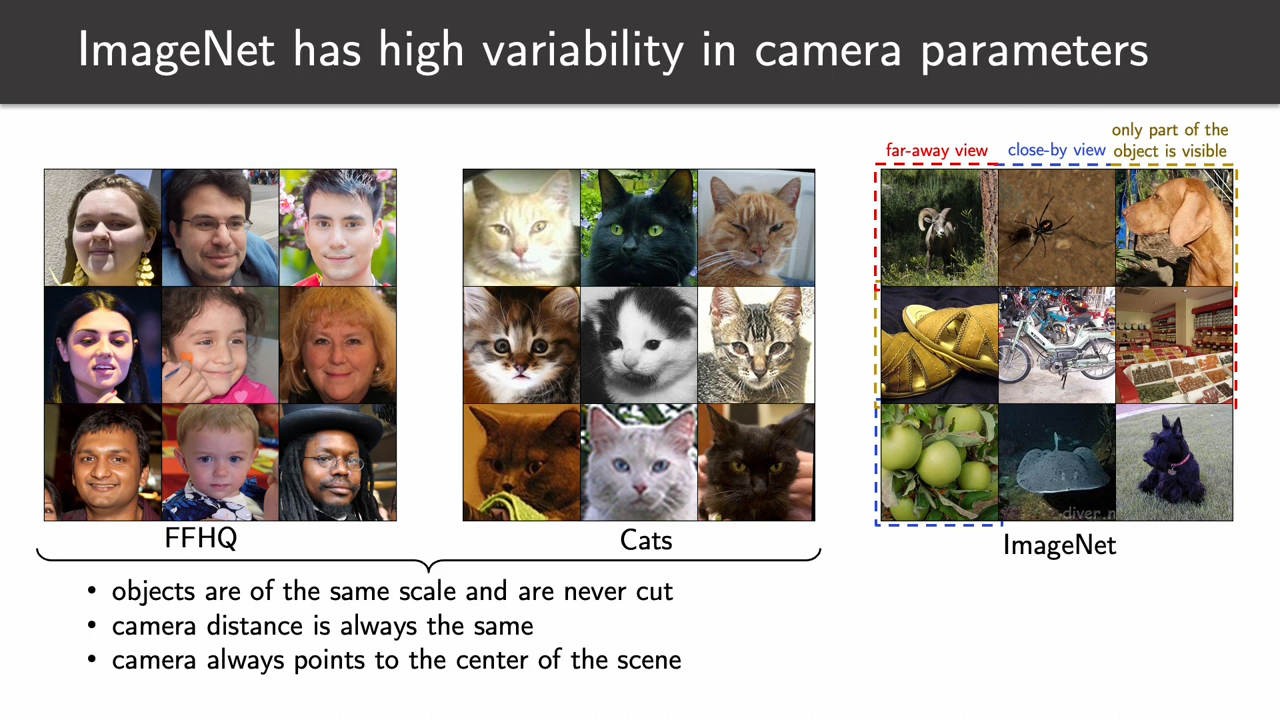 ImageNet has high variability in camera parameters
far-away view
close-by view
only part of the
object is visible
-diver.n
FFHQ
Cats
ImageNet
• objects are of the same scale and are never cut
• camera distance is always the same
• camera always points to the center of the scene